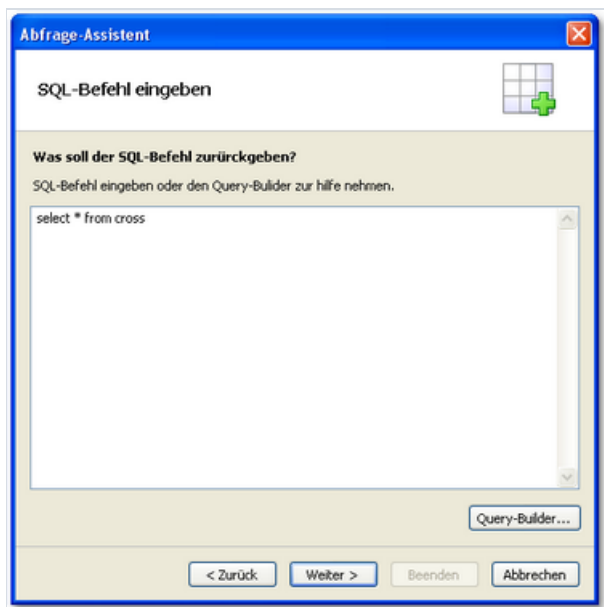 Abfrage-Assistent
SQL-Befehl eingeben
Was soll der SQL-Befehl zurürckgeben?
SQL-Befehl eingeben oder den Query-Bulider zur hilfe nehmen.
select * from cross
Query-Builder...
< Zurück
Weiter >
Beenden
Abbrechen